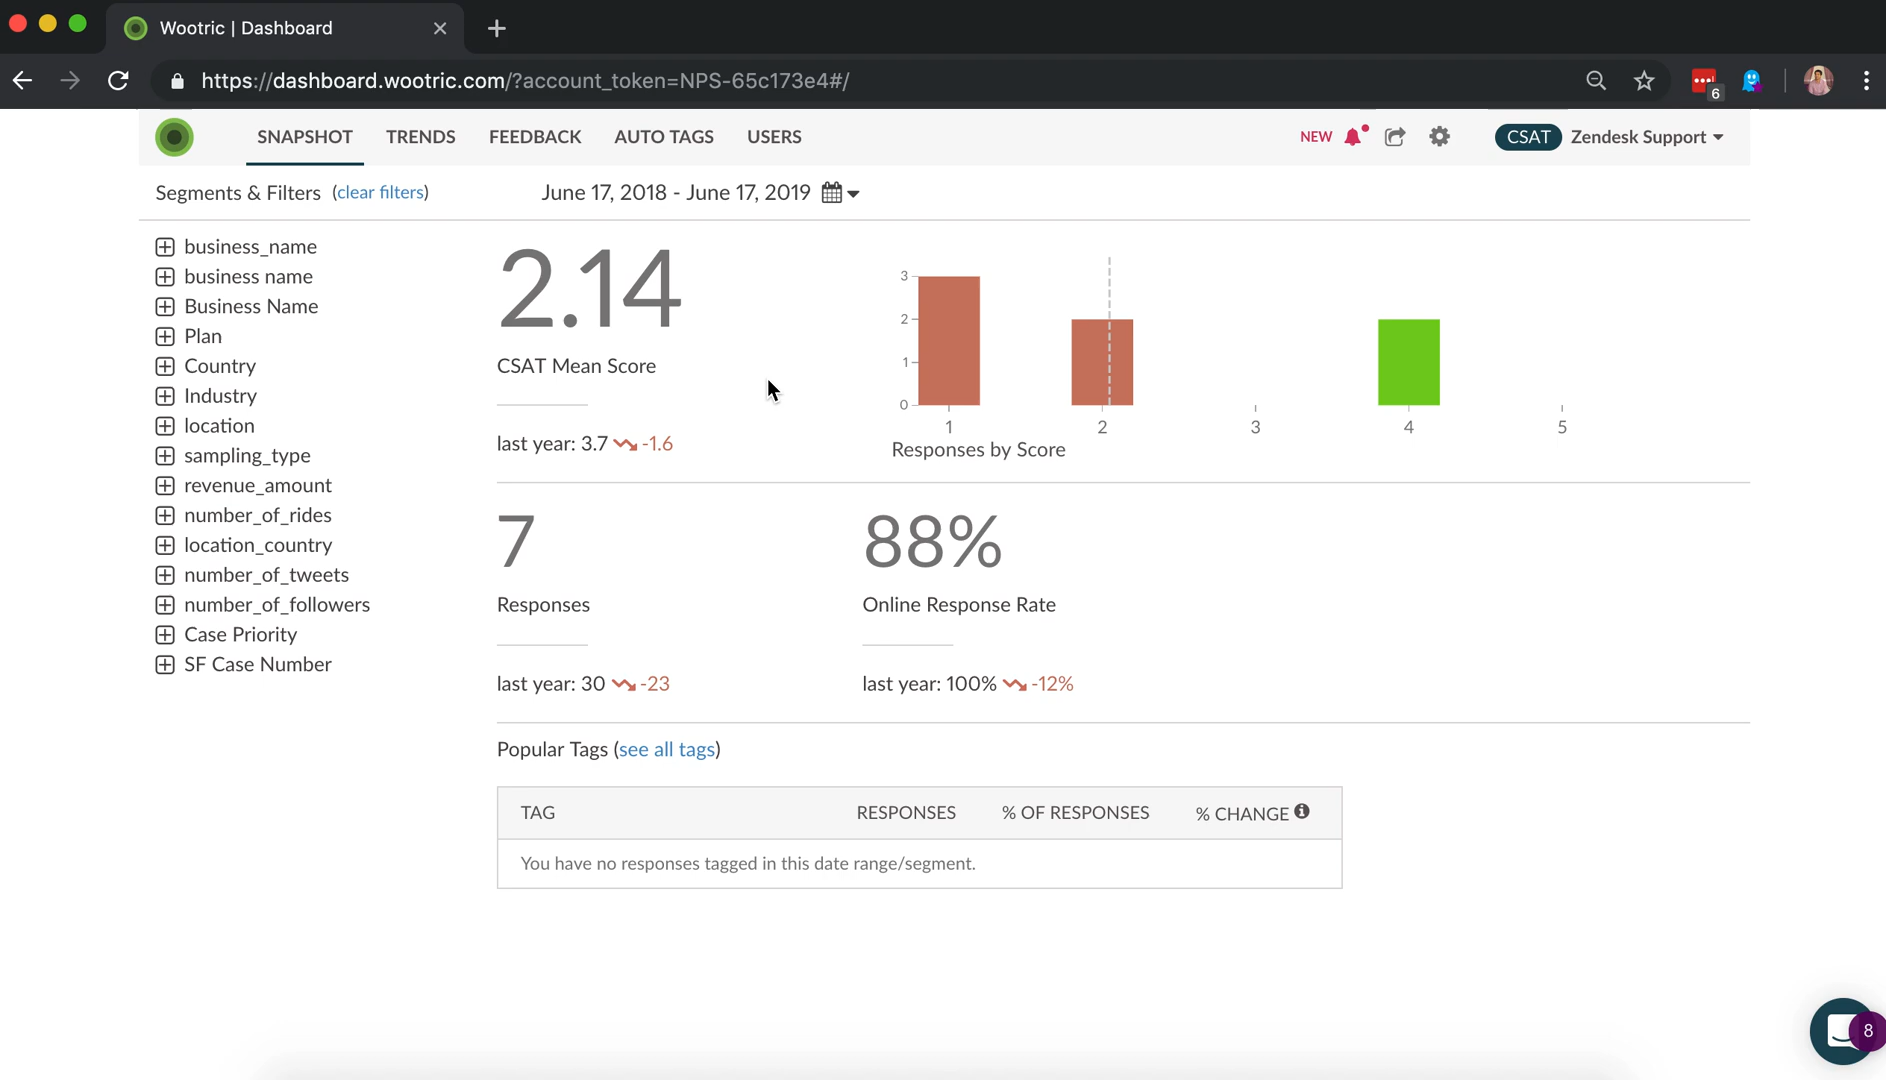 Wootric | Dashboard
https://dashboard.wootric.com/?account_token=NPS-65c173e4#/
6
SNAPSHOT TRENDS FEEDBACK AUTO TAGS USERS
NEW
CSAT Zendesk Support
Segments & Filters (clear filters)
June 17, 2018 - June 17, 2019
business_name
business name
Business Name
Plan
Country
Industry
location
sampling_type
revenue_amount
number_of_rides
location_country
number_of_tweets
number_of_followers
Case Priority
SF Case Number
2.14
CSAT Mean Score
last year: 3.7 -1.6
3
2
1
0
1 2 3 4 5
Responses by Score
7
Responses
last year: 30 -23
88%
Online Response Rate
last year: 100% -12%
Popular Tags (see all tags)
TAG RESPONSES % OF RESPONSES % CHANGE
You have no responses tagged in this date range/segment.
8